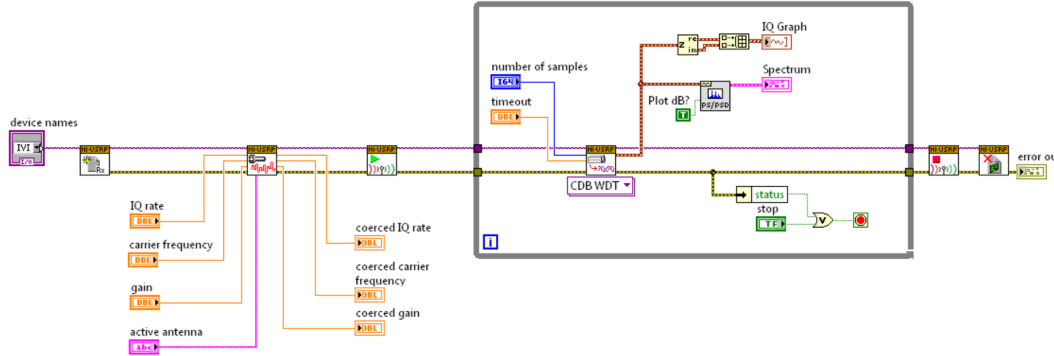 IQ Graph
number of samples
I64
Spectrum
timeout
DBL
Plot dB?
T
PS/PSD
re
im
z
device names
IVI
I/O
NI-USRP
Rx
NI-USRP
NI-USRP
NI-USRP
NI-USRP
NI-USRP
error ou
CDB WDT
status
stop
TF
V
i
IQ rate
DBL
carrier frequency
DBL
gain
DBL
active antenna
abc
coerced IQ rate
DBL
coerced carrier
frequency
DBL
coerced gain
DBL